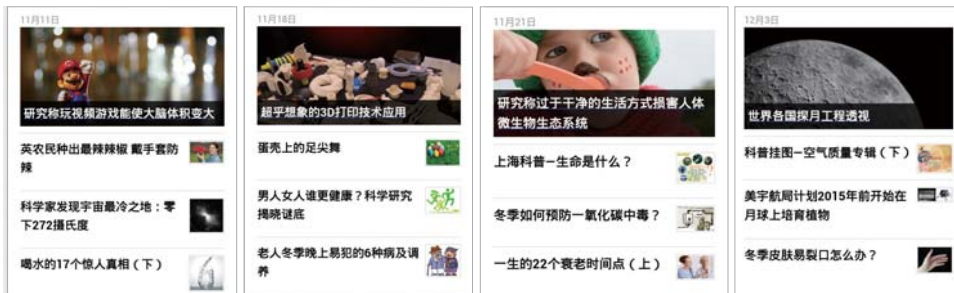 11月11日
研究称玩视频游戏能使大脑体积变大
英农民种出最辣辣椒 戴手套防
辣
科学家发现宇宙最冷之地：零
下272摄氏度
喝水的17个惊人真相（下）
11月18日
超乎想象的3D打印技术应用
蛋壳上的足尖舞
男人女人谁更健康？科学研究
揭晓谜底
老人冬季晚上易犯的6种病及调
养
11月21日
研究称过于干净的生活方式损害人体
微生物生态系统
上海科普–生命是什么？
冬季如何预防一氧化碳中毒？
一生的22个衰老时间点（上）
12月3日
世界各国探月工程透视
科普挂图–空气质量专辑（下）
美宇航局计划2015年前开始在
月球上培育植物
冬季皮肤易裂口怎么办？